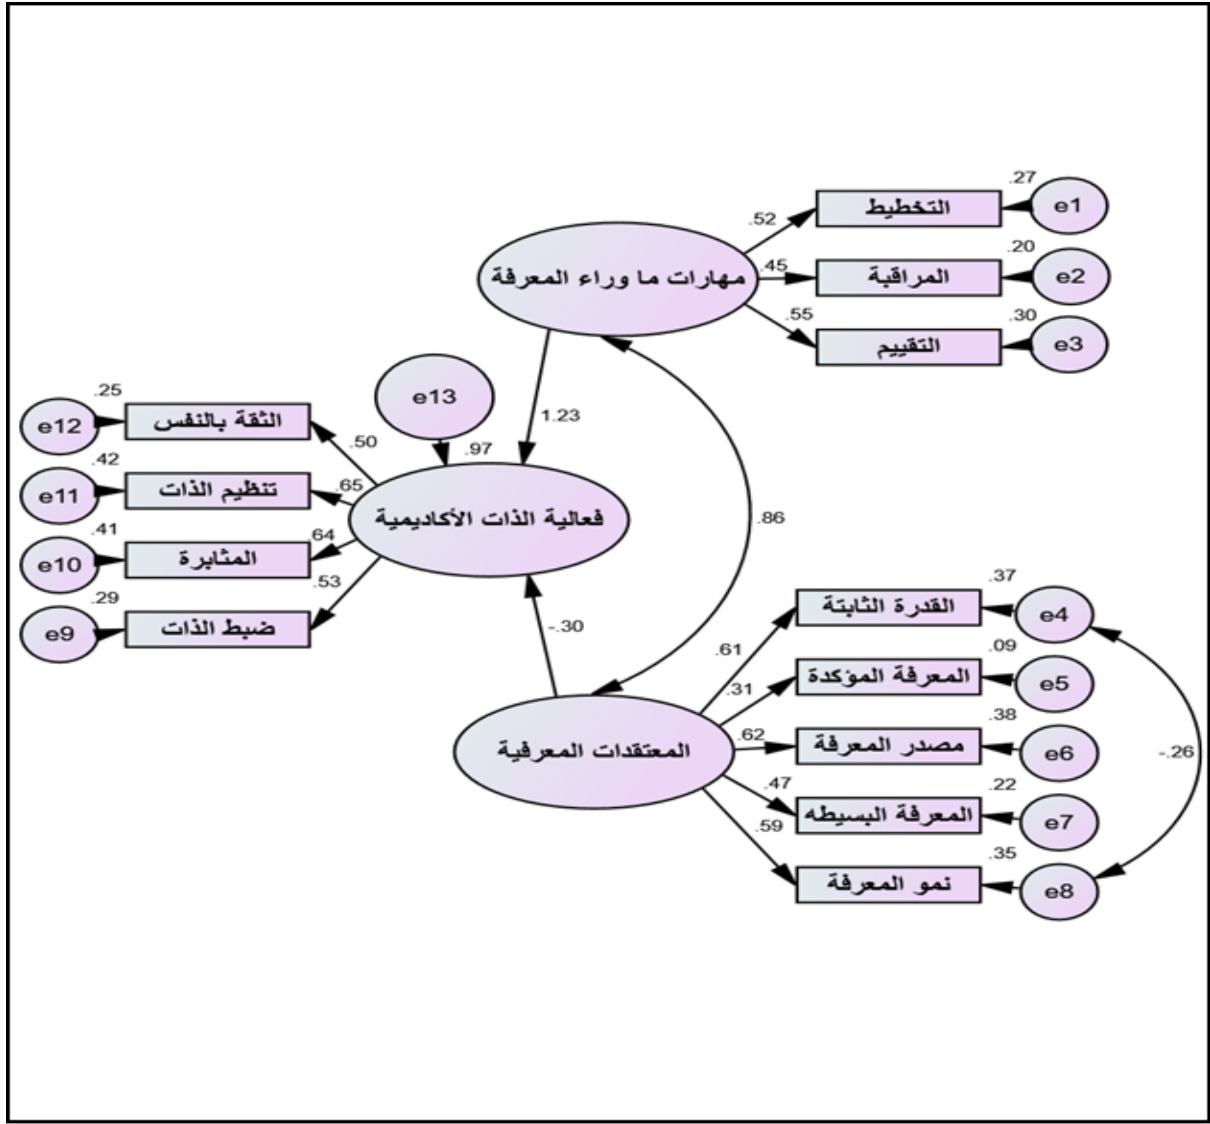 .27
التخطيط
e1
.52
.20
المراقبة
e2
.45
مهارات ما وراء المعرفة
.30
التقييم
e3
.55
e13
1.23
.97
.25
الثقة بالنفس
e12
.50
.42
تنظيم الذات
e11
.65
فعالية الذات الأكاديمية
.86
.41
المثابرة
e10
.64
.29
ضبط الذات
e9
.53
-.30
.37
القدرة الثابتة
e4
.61
.09
المعرفة المؤكدة
e5
.31
.38
مصدر المعرفة
e6
.62
المعتقدات المعرفية
-.26
.22
المعرفة البسيطه
e7
.47
.35
نمو المعرفة
e8
.59